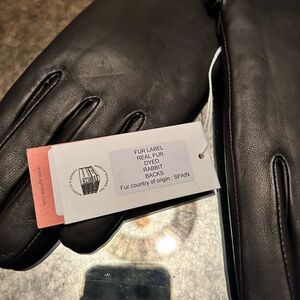 FUR LABEL
REAL FUR
DYED
RABBIT
BACKS
Fur country of origin : SPAIN